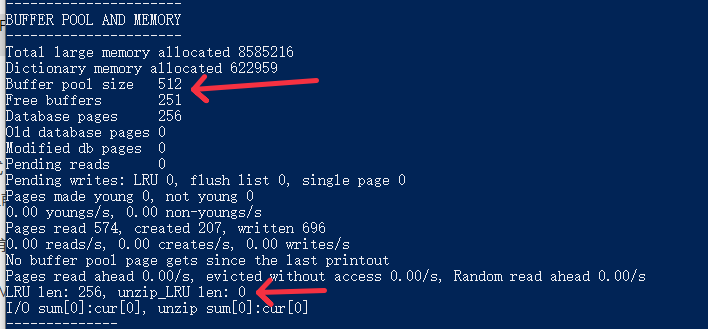 ----------------------
BUFFER POOL AND MEMORY
----------------------
Total large memory allocated 8585216
Dictionary memory allocated 622959
Buffer pool size   512
Free buffers       251
Database pages     256
Old database pages 0
Modified db pages  0
Pending reads      0
Pending writes: LRU 0, flush list 0, single page 0
Pages made young 0, not young 0
0.00 youngs/s, 0.00 non-youngs/s
Pages read 574, created 207, written 696
0.00 reads/s, 0.00 creates/s, 0.00 writes/s
No buffer pool page gets since the last printout
Pages read ahead 0.00/s, evicted without access 0.00/s, Random read ahead 0.00/s
LRU len: 256, unzip_LRU len: 0
I/O sum[0]:cur[0], unzip sum[0]:cur[0]
--------------